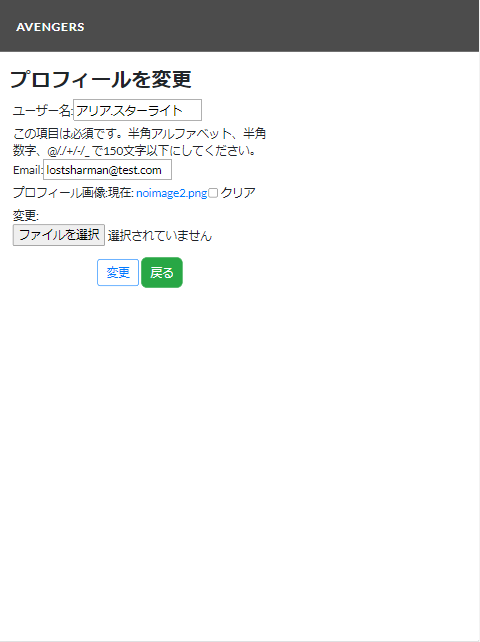 AVENGERS
プロフィールを変更
ユーザー名:アリア.スターライト
この項目は必須です。半角アルファベット、半角
数字、@/./+/-/_ で150文字以下にしてください。
Email:lostsharman@test.com
プロフィール画像:現在: noimage2.png クリア
変更:
ファイルを選択 選択されていません
変更 戻る